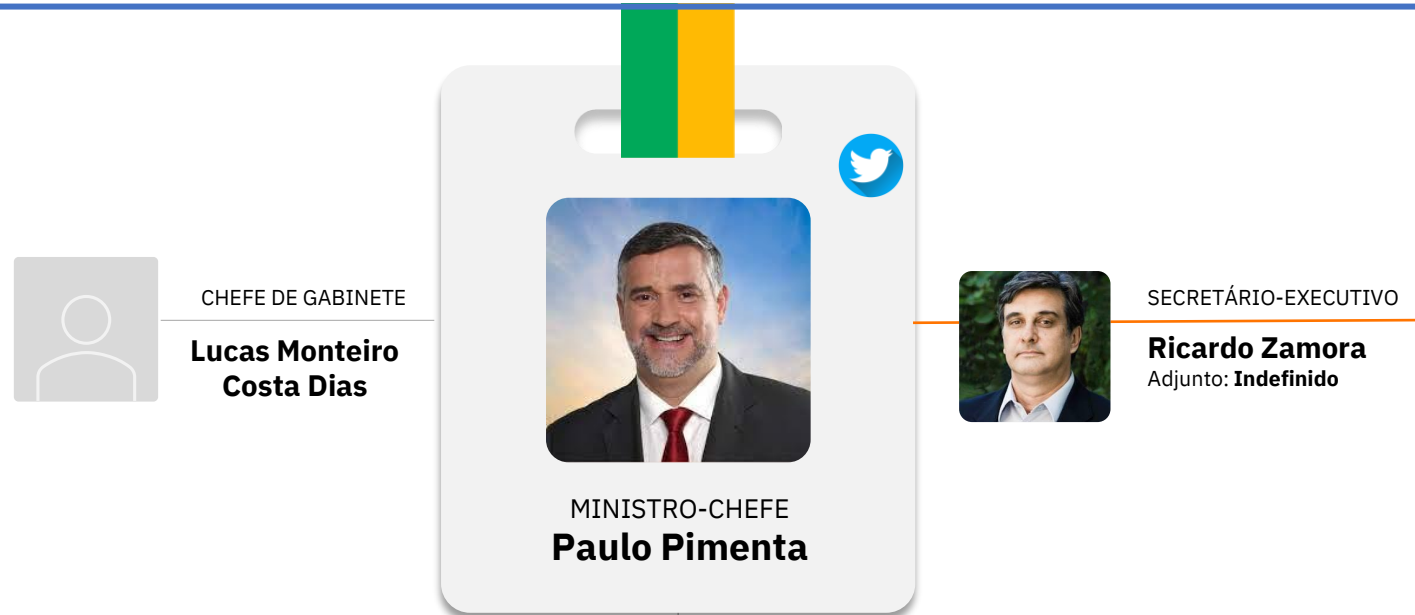 CHEFE DE GABINETE
Lucas Monteiro
Costa Dias
MINISTRO-CHEFE
Paulo Pimenta
SECRETÁRIO-EXECUTIVO
Ricardo Zamora
Adjunto: Indefinido